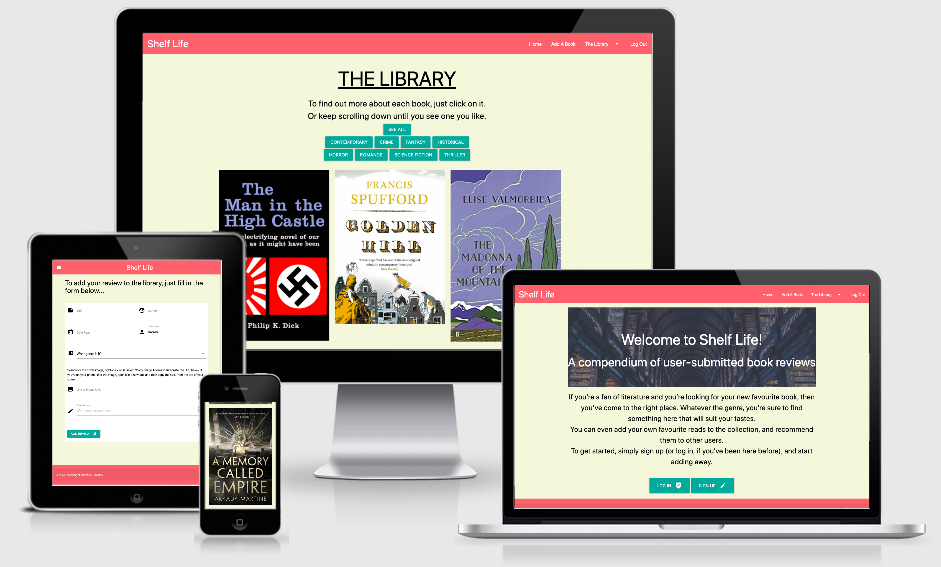 Shelf Life
Home Add A Book The Library Log Out
THE LIBRARY
To find out more about each book, just click on it.
Or keep scrolling down until you see one you like.
SEE ALL
CONTEMPORARY CRIME FANTASY HISTORICAL
HORROR ROMANCE SCIENCE FICTION THRILLER
The
Man in the
High Castle
electrifying novel of our
as it might have been
Philip K. Dick
FRANCIS
SPUFFORD
GOLDEN
HILL
ELISE VALMORBIDA
THE
MADONNA
OF THE
MOUNTAIN
Shelf Life
To add your review to the library, just fill in the
form below...
Shelf Life
Home Add A Book The Library Log Out
Welcome to Shelf Life!
A compendium of user-submitted book reviews
If you're a fan of literature and you're looking for your new favourite book, then
you've come to the right place. Whatever the genre, you're sure to find
something here that will suit your tastes.
You can even add your own favourite reads to the collection, and recommend
them to other users.
To get started, simply sign up (or log in, if you've been here before), and start
adding away.
LOG IN SIGN UP
A MEMORY
CALLED
EMPIRE
ARKADY MARTINE